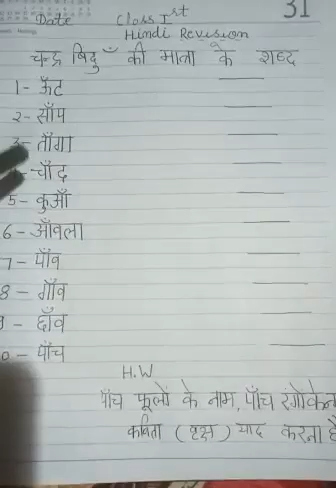 Date Class Ist 31
Hindi Revision
चन्द्र बिंदु ँ की माता के शब्द
1- ऊँट
2- साँप
3- ताँगा
चाँद
5- कुआँ
6- आँवला
7- पाँव
8- गाँव
छाँव
पाँच
H.W
पाँच फूलों के नाम, पाँच रंगों के
कविता (वृक्ष) याद करना है